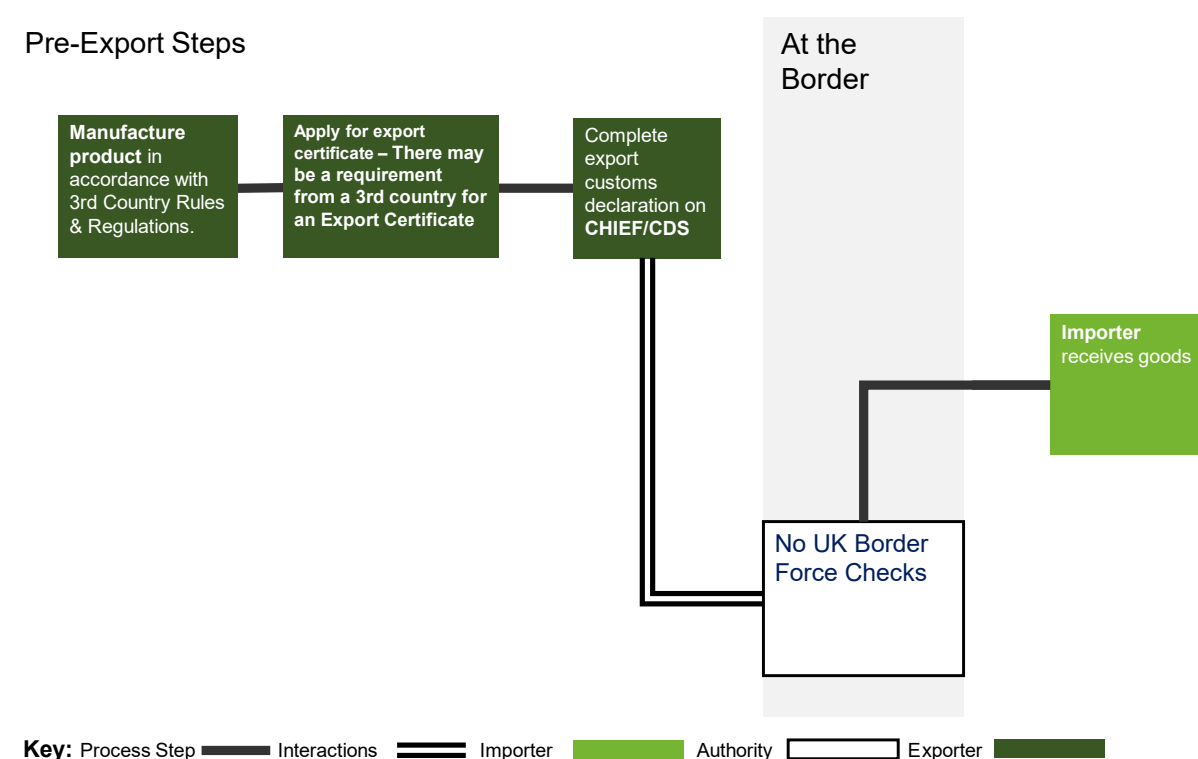 Pre-Export Steps
At the
Border
Manufacture
product in
accordance with
3rd Country Rules
& Regulations.
Apply for export
certificate – There may
be a requirement
from a 3rd country for
an Export Certificate
Complete
export
customs
declaration on
CHIEF/CDS
Importer
receives goods
No UK Border
Force Checks
Key: Process Step Interactions Importer Authority Exporter